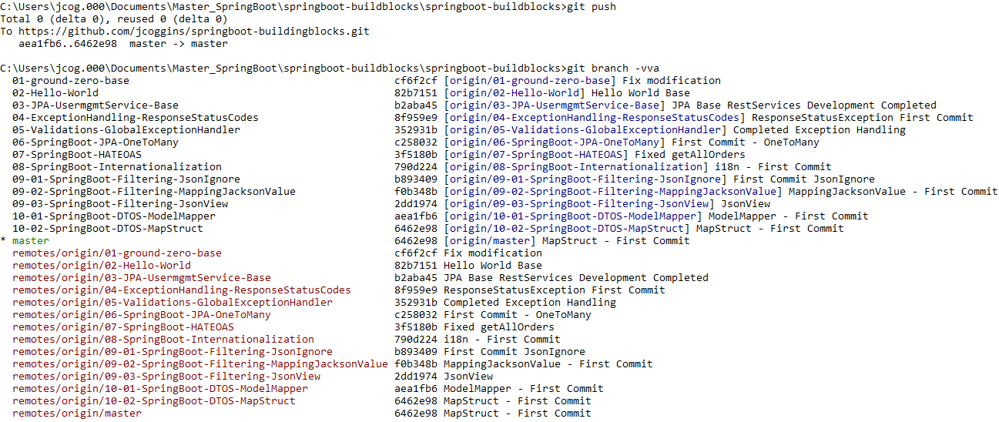 C:\Users\jcog.000\Documents\Master_SpringBoot\springboot-buildblocks\springboot-buildblocks>git push
Total 0 (delta 0), reused 0 (delta 0)
To https://github.com/jcoggins/springboot-buildingblocks.git
   aea1fb6..6462e98  master -> master

C:\Users\jcog.000\Documents\Master_SpringBoot\springboot-buildblocks\springboot-buildblocks>git branch -vva
  01-ground-zero-base                                           cf6f2cf [origin/01-ground-zero-base] Fix modification
  02-Hello-World                                                82b7151 [origin/02-Hello-World] Hello World Base
  03-JPA-UsermgmtService-Base                                   b2aba45 [origin/03-JPA-UsermgmtService-Base] JPA Base RestServices Development Completed
  04-ExceptionHandling-ResponseStatusCodes                      8f959e9 [origin/04-ExceptionHandling-ResponseStatusCodes] ResponseStatusException First Commit
  05-Validations-GlobalExceptionHandler                         352931b [origin/05-Validations-GlobalExceptionHandler] Completed Exception Handling
  06-SpringBoot-JPA-OneToMany                                   c258032 [origin/06-SpringBoot-JPA-OneToMany] First Commit - OneToMany
  07-SpringBoot-HATEOAS                                         3f5180b [origin/07-SpringBoot-HATEOAS] Fixed getAllOrders
  08-SpringBoot-Internationalization                            790d224 [origin/08-SpringBoot-Internationalization] i18n - First Commit
  09-01-SpringBoot-Filtering-JsonIgnore                         b893409 [origin/09-01-SpringBoot-Filtering-JsonIgnore] First Commit JsonIgnore
  09-02-SpringBoot-Filtering-MappingJacksonValue                f0b348b [origin/09-02-SpringBoot-Filtering-MappingJacksonValue] MappingJacksonValue - First Commit
  09-03-SpringBoot-Filtering-JsonView                           2dd1974 [origin/09-03-SpringBoot-Filtering-JsonView] JsonView
  10-01-SpringBoot-DTOS-ModelMapper                             aea1fb6 [origin/10-01-SpringBoot-DTOS-ModelMapper] ModelMapper - First Commit
  10-02-SpringBoot-DTOS-MapStruct                               6462e98 [origin/10-02-SpringBoot-DTOS-MapStruct] MapStruct - First Commit
* master                                                        6462e98 [origin/master] MapStruct - First Commit
  remotes/origin/01-ground-zero-base                            cf6f2cf Fix modification
  remotes/origin/02-Hello-World                                 82b7151 Hello World Base
  remotes/origin/03-JPA-UsermgmtService-Base                    b2aba45 JPA Base RestServices Development Completed
  remotes/origin/04-ExceptionHandling-ResponseStatusCodes       8f959e9 ResponseStatusException First Commit
  remotes/origin/05-Validations-GlobalExceptionHandler          352931b Completed Exception Handling
  remotes/origin/06-SpringBoot-JPA-OneToMany                    c258032 First Commit - OneToMany
  remotes/origin/07-SpringBoot-HATEOAS                          3f5180b Fixed getAllOrders
  remotes/origin/08-SpringBoot-Internationalization             790d224 i18n - First Commit
  remotes/origin/09-01-SpringBoot-Filtering-JsonIgnore          b893409 First Commit JsonIgnore
  remotes/origin/09-02-SpringBoot-Filtering-MappingJacksonValue f0b348b MappingJacksonValue - First Commit
  remotes/origin/09-03-SpringBoot-Filtering-JsonView            2dd1974 JsonView
  remotes/origin/10-01-SpringBoot-DTOS-ModelMapper              aea1fb6 ModelMapper - First Commit
  remotes/origin/10-02-SpringBoot-DTOS-MapStruct                6462e98 MapStruct - First Commit
  remotes/origin/master                                         6462e98 MapStruct - First Commit